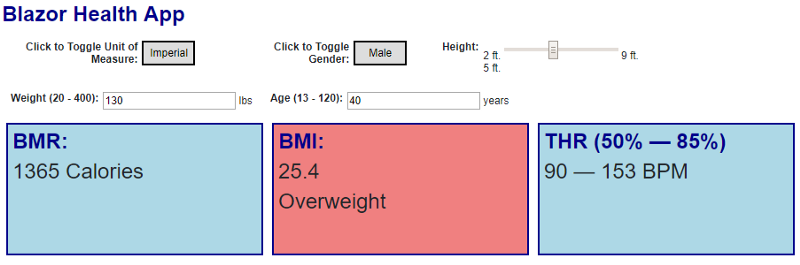 Blazor Health App
Click to Toggle Unit of
Measure:
Imperial
Click to Toggle
Gender:
Male
Height:
2 ft.
9 ft.
5 ft.
Weight (20 - 400):
130
lbs
Age (13 - 120):
40
years
BMR:
1365 Calories
BMI:
25.4
Overweight
THR (50% — 85%)
90 — 153 BPM